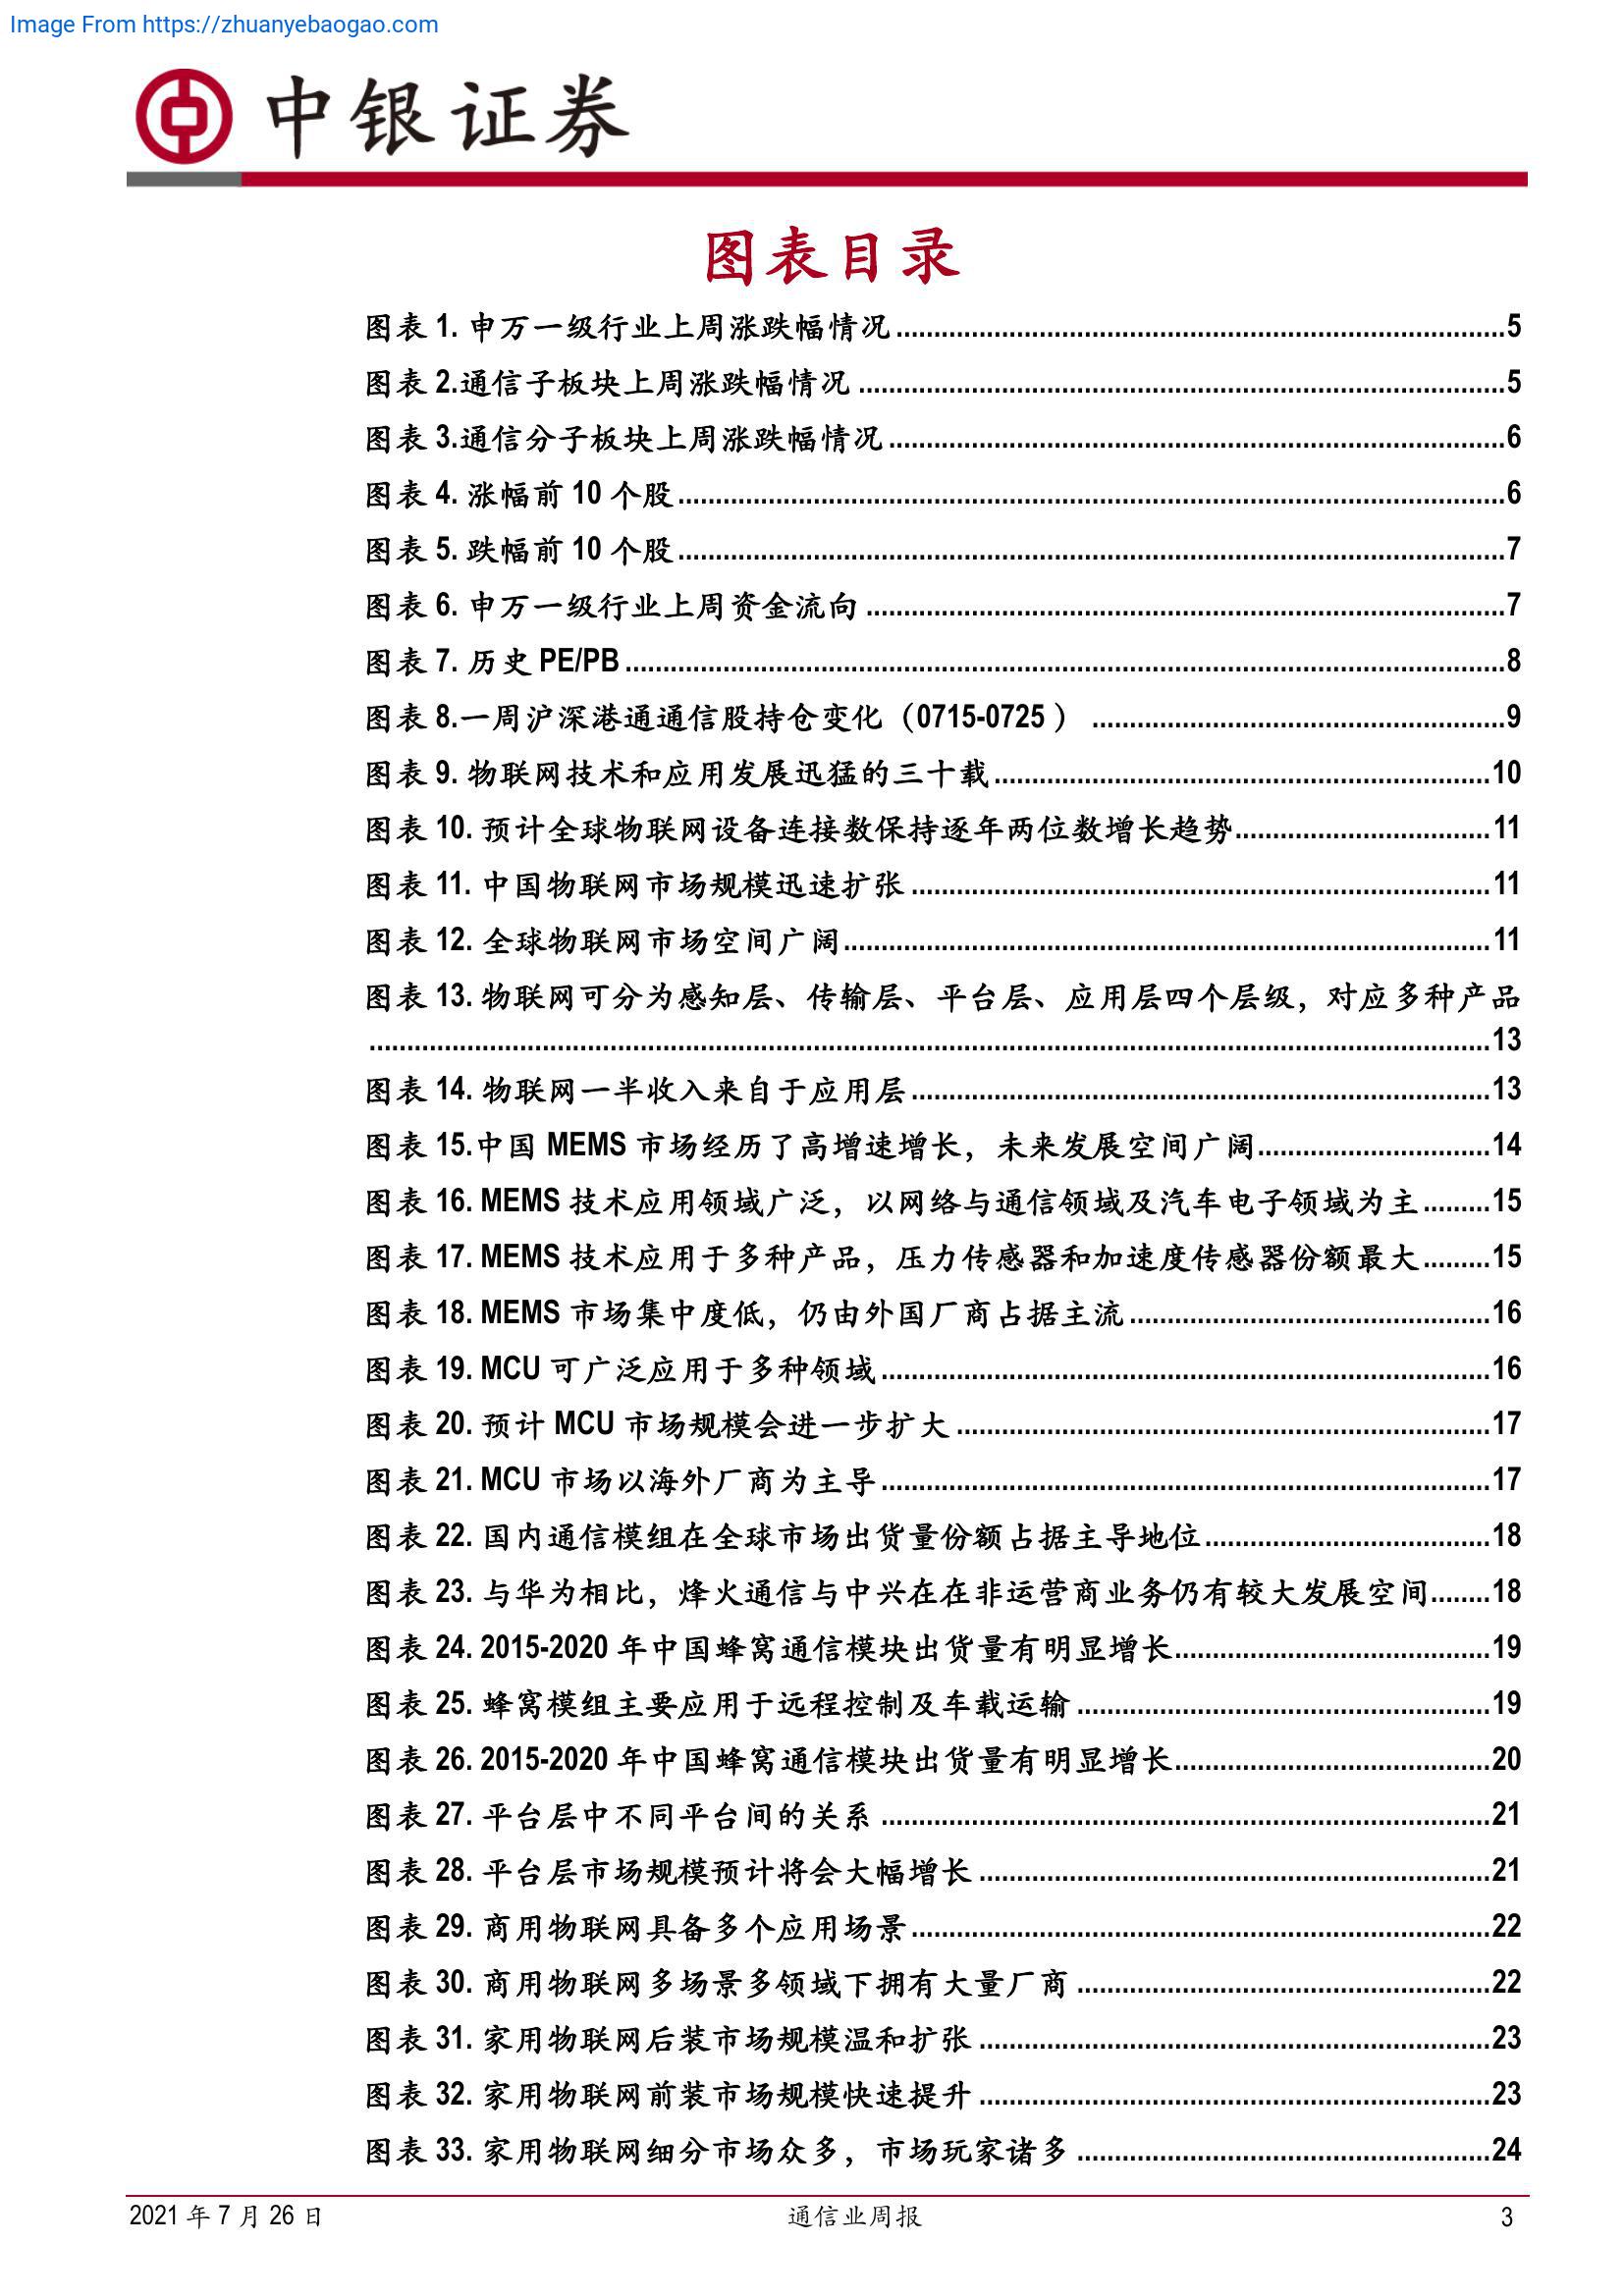 Image From https://zhuanyebaogao.com
中银证券
图表目录
图表 1. 申万一级行业上周涨跌幅情况..........5
图表 2.通信子板块上周涨跌幅情况..........5
图表 3.通信分子板块上周涨跌幅情况..........6
图表 4. 涨幅前 10 个股..........6
图表 5. 跌幅前 10 个股..........7
图表 6. 申万一级行业上周资金流向..........7
图表 7. 历史 PE/PB..........8
图表 8.一周沪深港通通信股持仓变化（0715-0725 ）..........9
图表 9. 物联网技术和应用发展迅猛的三十载..........10
图表 10. 预计全球物联网设备连接数保持逐年两位数增长趋势..........11
图表 11. 中国物联网市场规模迅速扩张..........11
图表 12. 全球物联网市场空间广阔..........11
图表 13. 物联网可分为感知层、传输层、平台层、应用层四个层级，对应多种产品
..........13
图表 14. 物联网一半收入来自于应用层..........13
图表 15.中国 MEMS 市场经历了高增速增长，未来发展空间广阔..........14
图表 16. MEMS 技术应用领域广泛，以网络与通信领域及汽车电子领域为主.........15
图表 17. MEMS 技术应用于多种产品，压力传感器和加速度传感器份额最大.........15
图表 18. MEMS 市场集中度低，仍由外国厂商占据主流..........16
图表 19. MCU 可广泛应用于多种领域..........16
图表 20. 预计 MCU 市场规模会进一步扩大..........17
图表 21. MCU 市场以海外厂商为主导..........17
图表 22. 国内通信模组在全球市场出货量份额占据主导地位..........18
图表 23. 与华为相比，烽火通信与中兴在在非运营商业务仍有较大发展空间........18
图表 24. 2015-2020 年中国蜂窝通信模块出货量有明显增长..........19
图表 25. 蜂窝模组主要应用于远程控制及车载运输..........19
图表 26. 2015-2020 年中国蜂窝通信模块出货量有明显增长..........20
图表 27. 平台层中不同平台间的关系..........21
图表 28. 平台层市场规模预计将会大幅增长..........21
图表 29. 商用物联网具备多个应用场景..........22
图表 30. 商用物联网多场景多领域下拥有大量厂商..........22
图表 31. 家用物联网后装市场规模温和扩张..........23
图表 32. 家用物联网前装市场规模快速提升..........23
图表 33. 家用物联网细分市场众多，市场玩家诸多..........24
2021 年 7 月 26 日 通信业周报 3